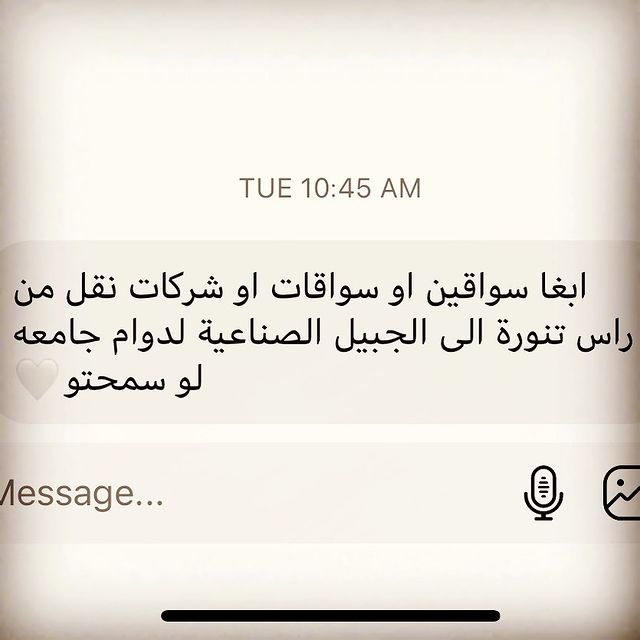 TUE 10:45 AM
ابغا سواقين او سواقات او شركات نقل من
راس تنورة الى الجبيل الصناعية لدوام جامعه
لو سمحتو🤍
Message...